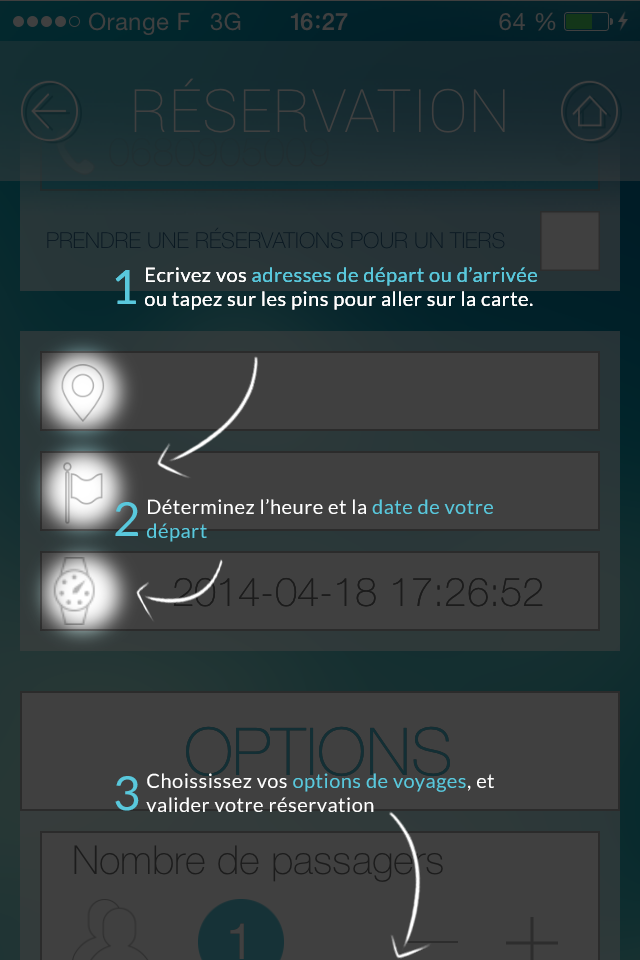 Orange F 3G 16:27 64 %
RÉSERVATION
PRENDRE UNE RÉSERVATIONS POUR UN TIERS
1 Ecrivez vos adresses de départ ou d'arrivée
ou tapez sur les pins pour aller sur la carte.
2 Déterminez l'heure et la date de votre
départ
2014-04-18 17:26:52
OPTIONS
3 Choississez vos options de voyages, et
valider votre réservation
Nombre de passagers
1